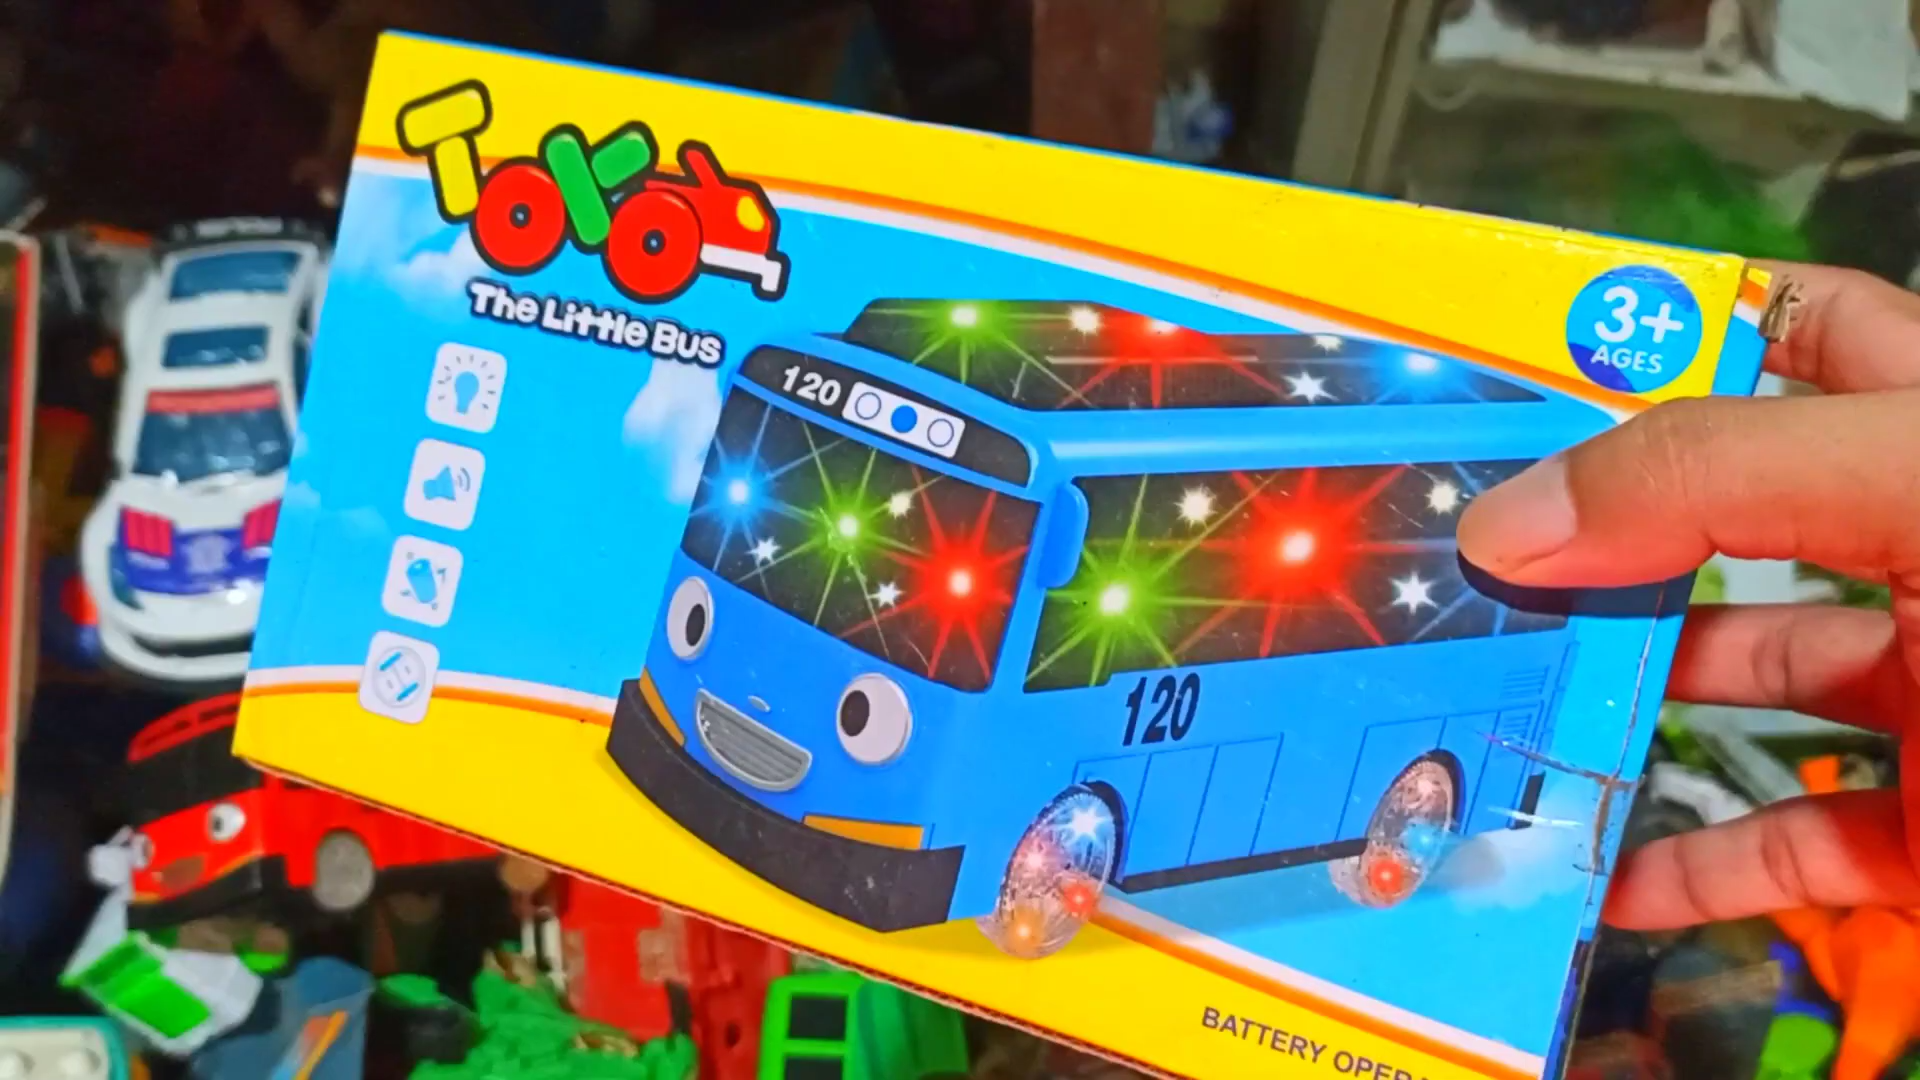 ToYo
The Little Bus
3+
AGES
120
120
BATTERY OPER